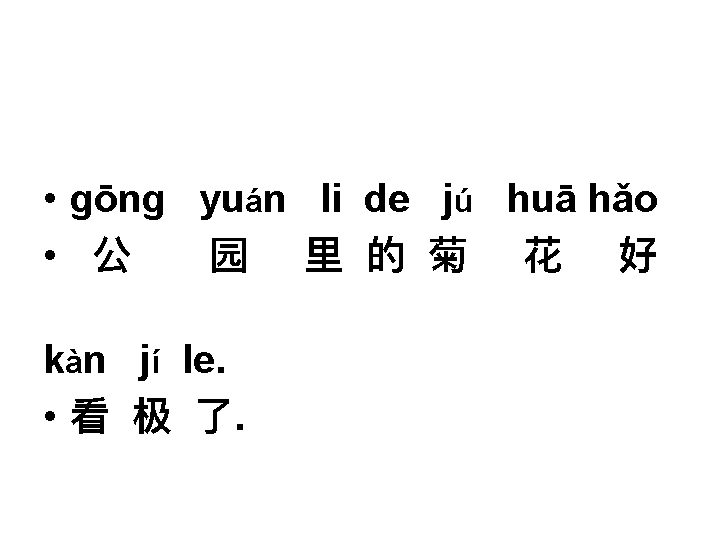 • gōng yuán li de jú huā hǎo
• 公 园 里 的 菊 花 好
kàn jí le.
• 看 极 了.